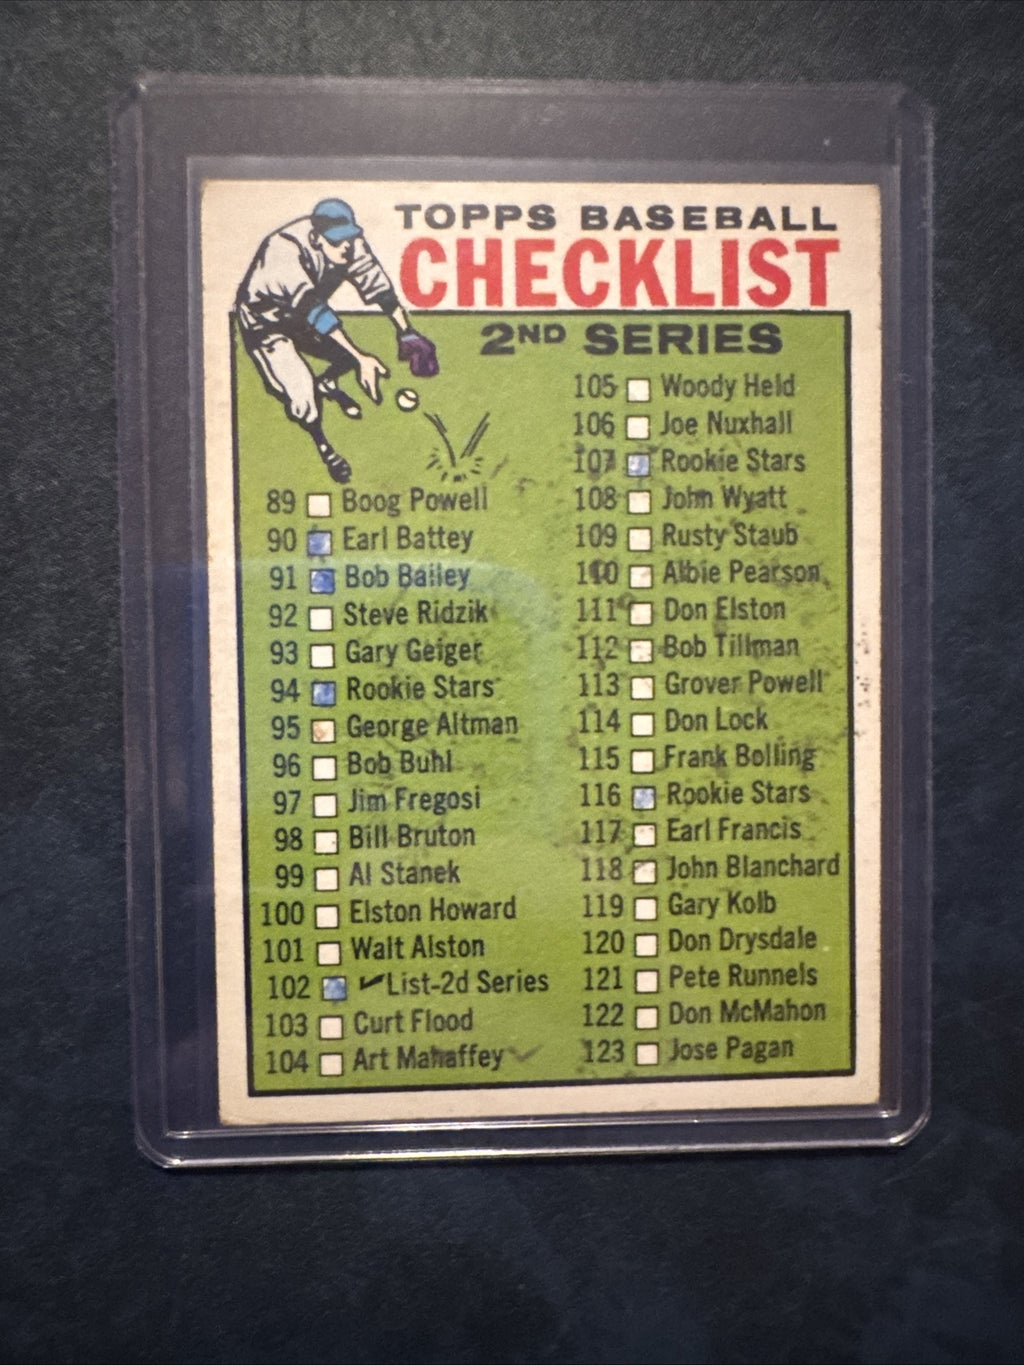 TOPPS BASEBALL
CHECKLIST
2ND SERIES
89 Boog Powell
90 Earl Battey
91 Bob Bailey
92 Steve Ridzik
93 Gary Geiger
94 Rookie Stars
95 George Altman
96 Bob Buhl
97 Jim Fregosi
98 Bill Bruton
99 Al Stanek
100 Elston Howard
101 Walt Alston
102 ✓List-2d Series
103 Curt Flood
104 Art Mahaffey
105 Woody Held
106 Joe Nuxhall
107 Rookie Stars
108 John Wyatt
109 Rusty Staub
110 Albie Pearson
111 Don Elston
112 Bob Tillman
113 Grover Powell
114 Don Lock
115 Frank Bolling
116 Rookie Stars
117 Earl Francis
118 John Blanchard
119 Gary Kolb
120 Don Drysdale
121 Pete Runnels
122 Don McMahon
123 Jose Pagan